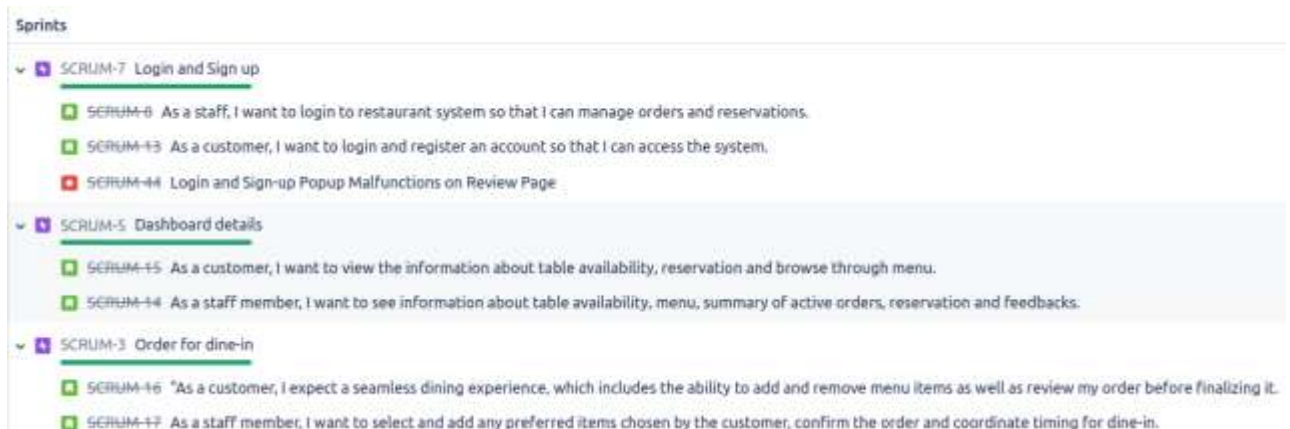 Sprints
SCRUM-7 Login and Sign up
SCRUM-8 As a staff, I want to login to restaurant system so that I can manage orders and reservations.
SCRUM-13 As a customer, I want to login and register an account so that I can access the system.
SCRUM-44 Login and Sign-up Popup Malfunctions on Review Page
SCRUM-5 Dashboard details
SCRUM-15 As a customer, I want to view the information about table availability, reservation and browse through menu.
SCRUM-14 As a staff member, I want to see information about table availability, menu, summary of active orders, reservation and feedbacks.
SCRUM-3 Order for dine-in
SCRUM-16 "As a customer, I expect a seamless dining experience, which includes the ability to add and remove menu items as well as review my order before finalizing it.
SCRUM-17 As a staff member, I want to select and add any preferred items chosen by the customer, confirm the order and coordinate timing for dine-in.